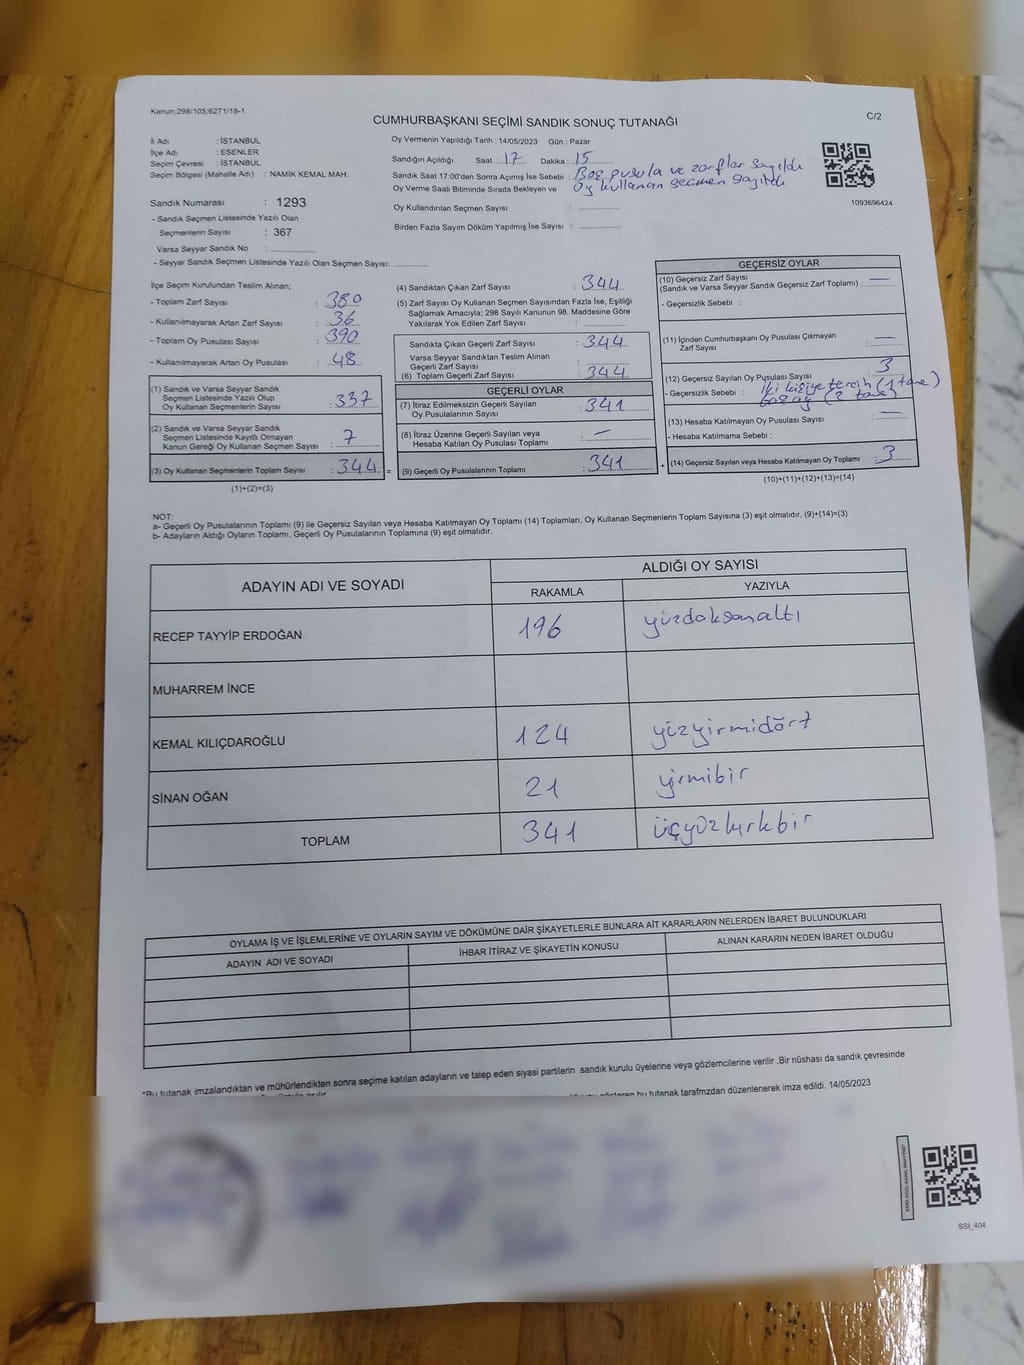 Kanun;298/105;6271/18-1
CUMHURBAŞKANI SEÇİMİ SANDIK SONUÇ TUTANAĞI
C/2
İl Adı : İSTANBUL
İlçe Adı : ESENLER
Seçim Çevresi : İSTANBUL
Seçim Bölgesi (Mahalle Adı) : NAMIK KEMAL MAH.
Sandık Numarası : 1293
- Sandık Seçmen Listesinde Yazılı Olan
Seçmenlerin Sayısı : 367
Varsa Seyyar Sandık No :
- Seyyar Sandık Seçmen Listesinde Yazılı Olan Seçmen Sayısı:
Oy Vermenin Yapıldığı Tarih : 14/05/2023 Gün : Pazar
Sandığın Açıldığı Saat : 17 Dakika : 15
Sandık Saat 17:00'den Sonra Açımış İse Sebebi : Boş pusula ve zarflar sayıldı
Oy Verme Saati Bitiminde Sırada Bekleyen ve Oy kullanan seçmen sayıldı
Oy Kullandırılan Seçmen Sayısı :
Birden Fazla Sayım Döküm Yapılmış İse Sayısı :
1093696424
İlçe Seçim Kurulundan Teslim Alınan;
- Toplam Zarf Sayısı : 380
- Kullanılmayarak Artan Zarf Sayısı : 36
- Toplam Oy Pusulası Sayısı : 390
- Kullanılmayarak Artan Oy Pusulası : 48
(1) Sandık ve Varsa Seyyar Sandık
Seçmen Listesinde Yazılı Olup
Oy Kullanan Seçmenlerin Sayısı : 337
(2) Sandık ve Varsa Seyyar Sandık
Seçmen Listesinde Kayıtlı Olmayan
Kanun Gereği Oy Kullanan Seçmen Sayısı : 7
(3) Oy Kullanan Seçmenlerin Toplam Sayısı : 344 =
(1)+(2)=(3)
(4) Sandıktan Çıkan Zarf Sayısı : 344
(5) Zarf Sayısı Oy Kullanan Seçmen Sayısından Fazla İse, Eşitliği
Sağlamak Amacıyla; 298 Sayılı Kanunun 98. Maddesine Göre
Yakılarak Yok Edilen Zarf Sayısı :
Sandıkta Çıkan Geçerli Zarf Sayısı : 344
Varsa Seyyar Sandıktan Teslim Alınan
Geçerli Zarf Sayısı :
(6) Toplam Geçerli Zarf Sayısı : 344
GEÇERLİ OYLAR
(7) İtiraz Edilmeksizin Geçerli Sayılan
Oy Pusulalarının Sayısı : 341
(8) İtiraz Üzerine Geçerli Sayılan veya
Hesaba Katılan Oy Pusulası Toplamı : —
(9) Geçerli Oy Pusulalarının Toplamı : 341 +
GEÇERSİZ OYLAR
(10) Geçersiz Zarf Sayısı
(Sandık ve Varsa Seyyar Sandık Geçersiz Zarf Toplamı) : —
- Geçersizlik Sebebi :
(11) İçinden Cumhurbaşkanı Oy Pusulası Çıkmayan
Zarf Sayısı : —
(12) Geçersiz Sayılan Oy Pusulası Sayısı : 3
- Geçersizlik Sebebi : İki kişiye tercih (1 tane)
(2 tane)
(13) Hesaba Katılmayan Oy Pusulası Sayısı : —
- Hesaba Katılmama Sebebi :
(14) Geçersiz Sayılan veya Hesaba Katılmayan Oy Toplamı : 3
(10)+(11)+(12)+(13)=(14)
NOT:
a- Geçerli Oy Pusulalarının Toplamı (9) ile Geçersiz Sayılan veya Hesaba Katılmayan Oy Toplamı (14) Toplamları, Oy Kullanan Seçmenlerin Toplam Sayısına (3) eşit olmalıdır. (9)+(14)=(3)
b- Adayların Aldığı Oyların Toplamı, Geçerli Oy Pusulalarının Toplamına (9) eşit olmalıdır.
ADAYIN ADI VE SOYADI
ALDIĞI OY SAYISI
RAKAMLA YAZIYLA
RECEP TAYYİP ERDOĞAN 196 yüzdoksanaltı
MUHARREM İNCE
KEMAL KILIÇDAROĞLU 124 yüzyirmidört
SİNAN OĞAN 21 yirmibir
TOPLAM 341 üçyüzkırkbir
OYLAMA İŞ VE İŞLEMLERİNE VE OYLARIN SAYIM VE DÖKÜMÜNE DAİR ŞİKAYETLERLE BUNLARA AİT KARARLARIN NELERDEN İBARET BULUNDUKLARI
ADAYIN ADI VE SOYADI İHBAR İTİRAZ VE ŞİKAYETİN KONUSU ALINAN KARARIN NEDEN İBARET OLDUĞU
*Bu tutanak imzalandıktan ve mühürlendikten sonra seçime katılan adayların ve talep eden siyasi partilerin sandık kurulu üyelerine veya gözlemcilerine verilir .Bir nüshası da sandık çevresinde
gösteren bu tutanak tarafımzdan düzenlenerek imza edildi. 14/05/2023
SSI_404